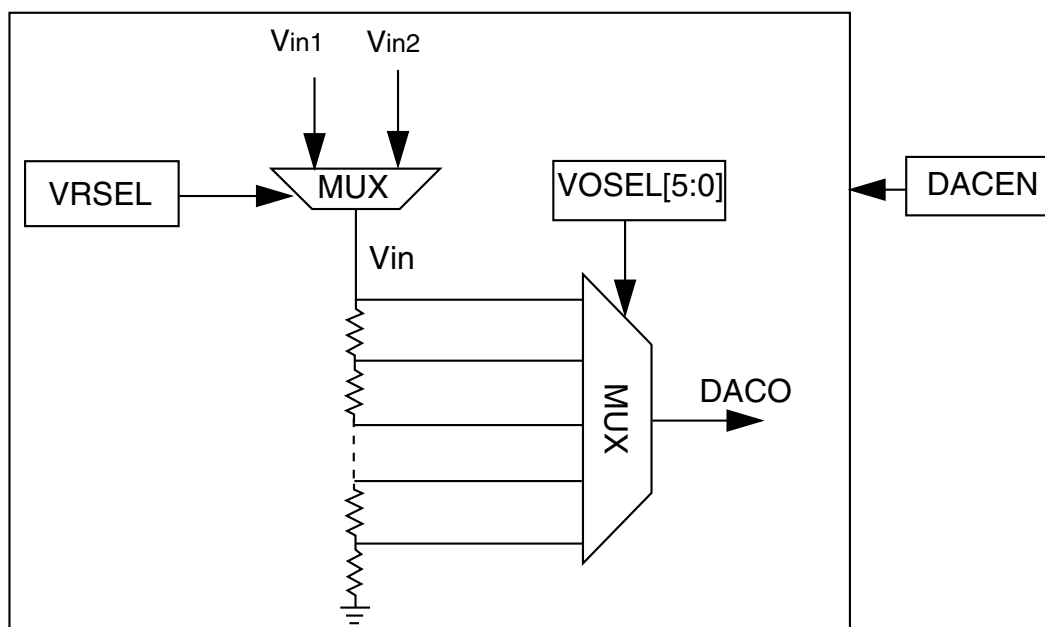 Vin1 Vin2
VRSEL
MUX
VOSEL[5:0]
DACEN
Vin
MUX
DACO